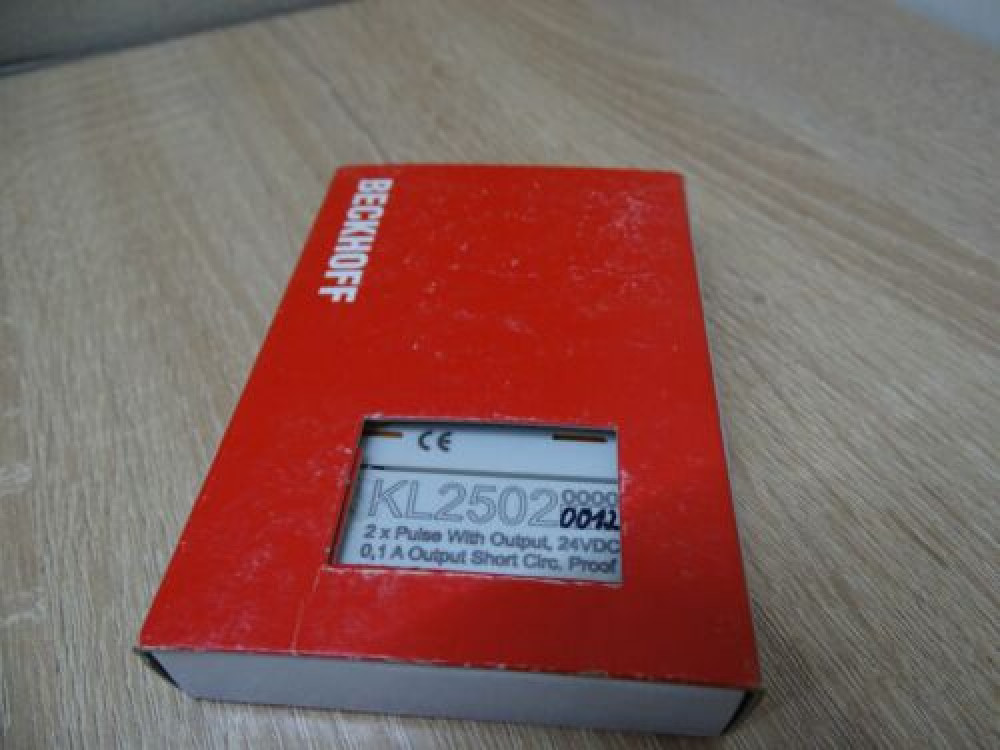 BECKHOFF
CE
KL2502 0000
0012
2 x Pulse With Output, 24VDC
0,1 A Output Short Circ. Proof